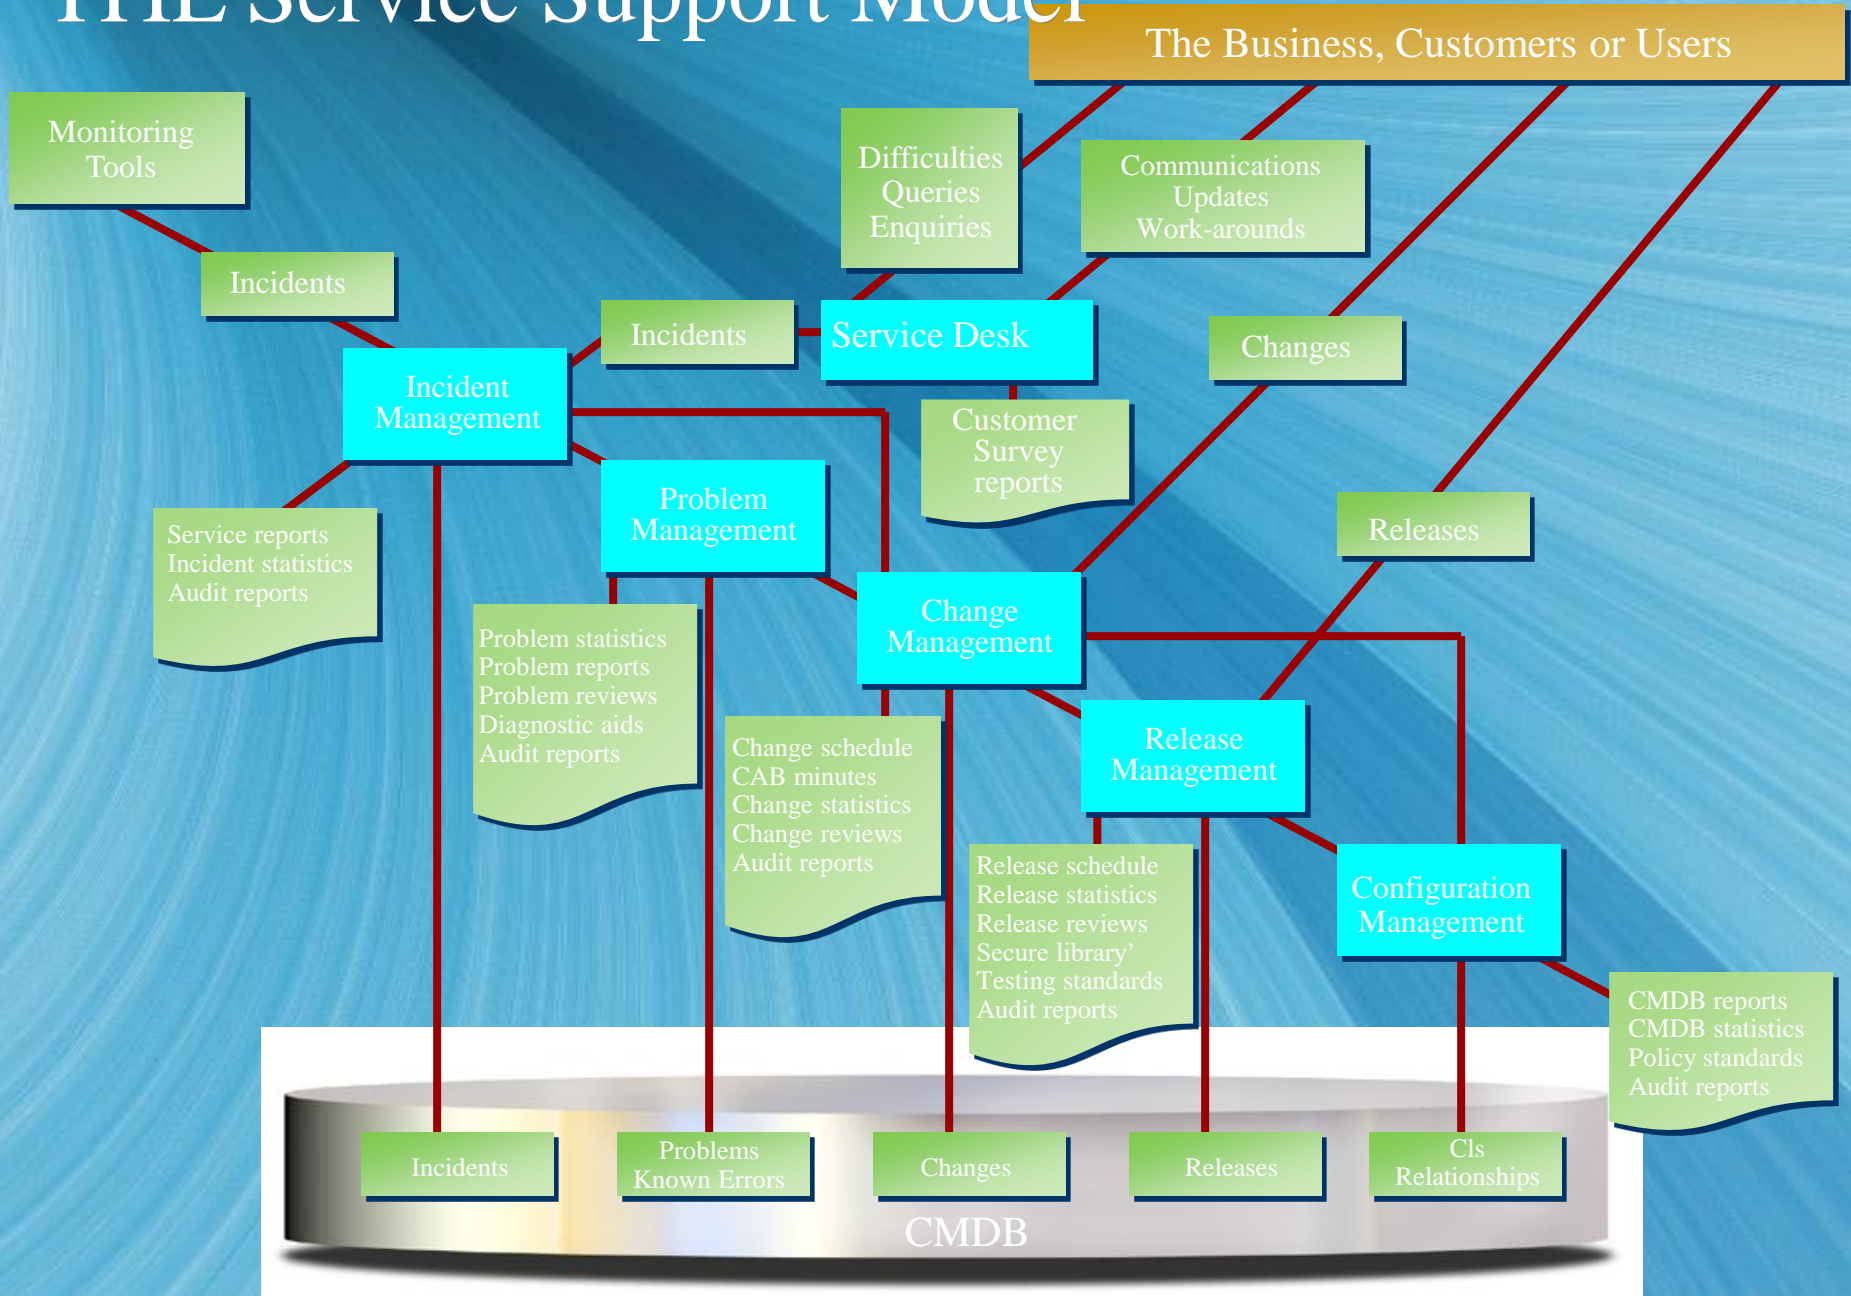 Service Support Model
The Business, Customers or Users
Monitoring
Tools
Difficulties
Queries
Enquiries
Communications
Updates
Work-arounds
Incidents
Incidents
Service Desk
Changes
Incident
Management
Customer
Survey
reports
Problem
Management
Releases
Service reports
Incident statistics
Audit reports
Change
Management
Problem statistics
Problem reports
Problem reviews
Diagnostic aids
Audit reports
Change schedule
CAB minutes
Change statistics
Change reviews
Audit reports
Release
Management
Release schedule
Release statistics
Release reviews
Secure library’
Testing standards
Audit reports
Configuration
Management
CMDB reports
CMDB statistics
Policy standards
Audit reports
Incidents
Problems
Known Errors
Changes
Releases
Cls
Relationships
CMDB